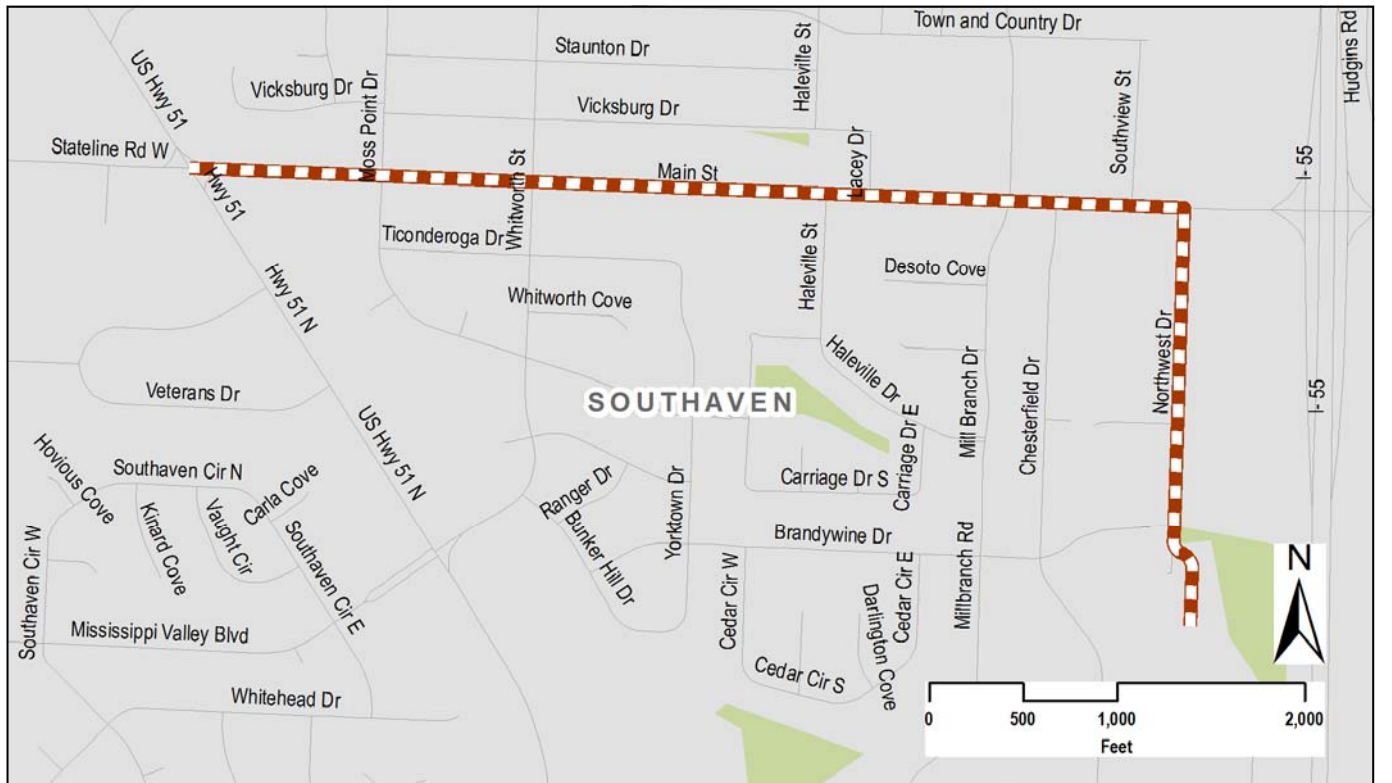 Town and Country Dr
Hudgins Rd
US Hwy 51
Staunton Dr
Haleville St
Vicksburg Dr
Moss Point Dr
Vicksburg Dr
Southview St
Stateline Rd W
Whitworth St
Main St
Lacey Dr
I- 55
Hwy 51
Ticonderoga Dr
Haleville St
Desoto Cove
Hwy 51 N
Whitworth Cove
Northwest Dr
Haleville Dr
Mill Branch Dr
Chesterfield Dr
I- 55
Veterans Dr
SOUTHAVEN
US Hwy 51 N
Carriage Dr E
Hovious Cove
Southaven Cir N
Carla Cove
Ranger Dr
Carriage Dr S
Kinard Cove
Vaught Cir
Bunker Hill Dr
Yorktown Dr
Brandywine Dr
Southaven Cir W
Southaven Cir E
Cedar Cir W
Darlington Cove
Cedar Cir E
Millbranch Rd
N
Mississippi Valley Blvd
Cedar Cir S
Whitehead Dr
0 500 1,000 2,000
Feet